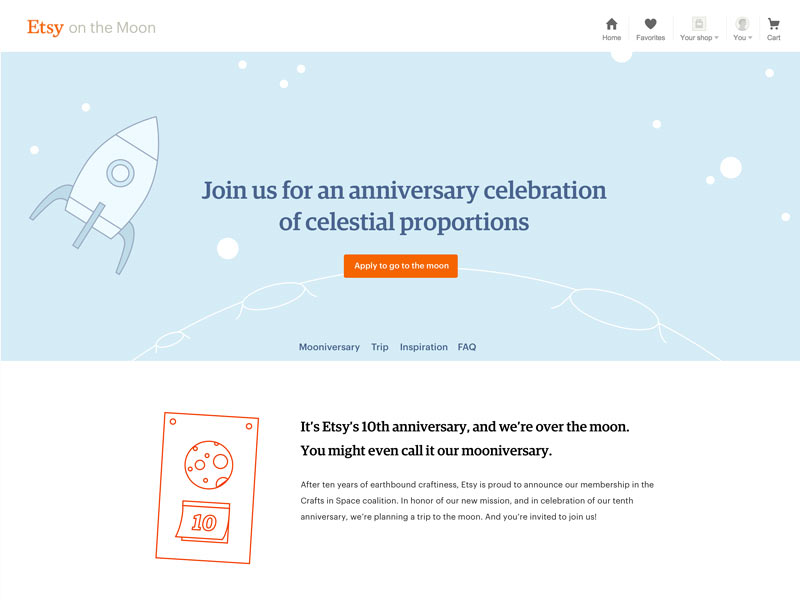 Etsy on the Moon
Home Favorites Your shop You Cart
Join us for an anniversary celebration
of celestial proportions
Apply to go to the moon
Mooniversary Trip Inspiration FAQ
It's Etsy's 10th anniversary, and we're over the moon.
You might even call it our mooniversary.
After ten years of earthbound craftiness, Etsy is proud to announce our membership in the
Crafts in Space coalition. In honor of our new mission, and in celebration of our tenth
anniversary, we're planning a trip to the moon. And you're invited to join us!
10